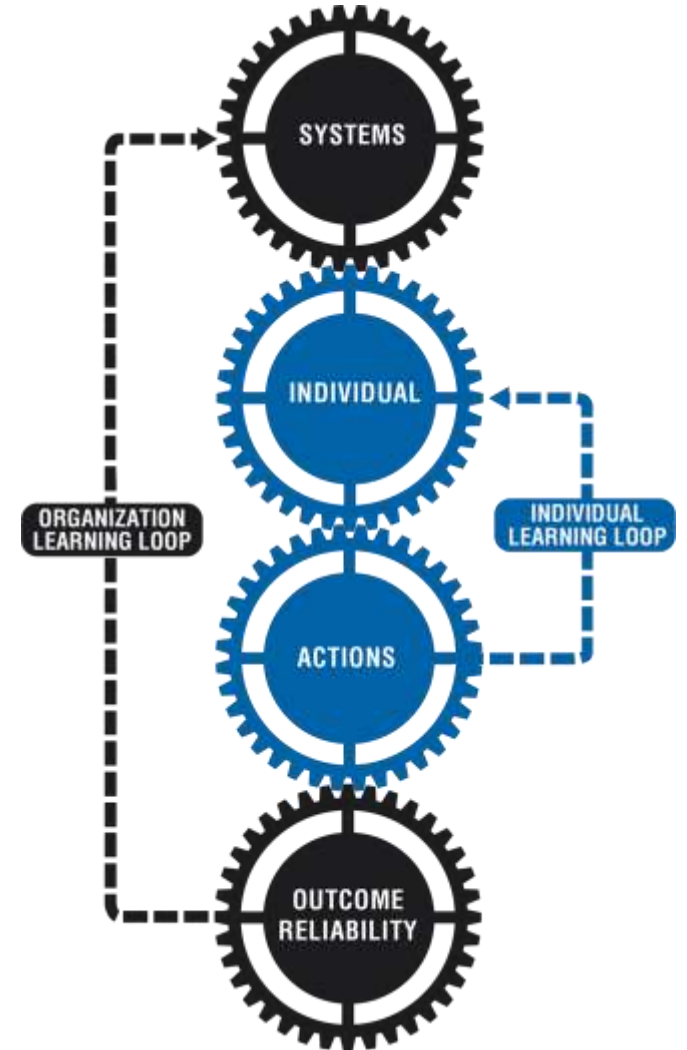 SYSTEMS
INDIVIDUAL
ORGANIZATION
LEARNING LOOP
INDIVIDUAL
LEARNING LOOP
ACTIONS
OUTCOME
RELIABILITY